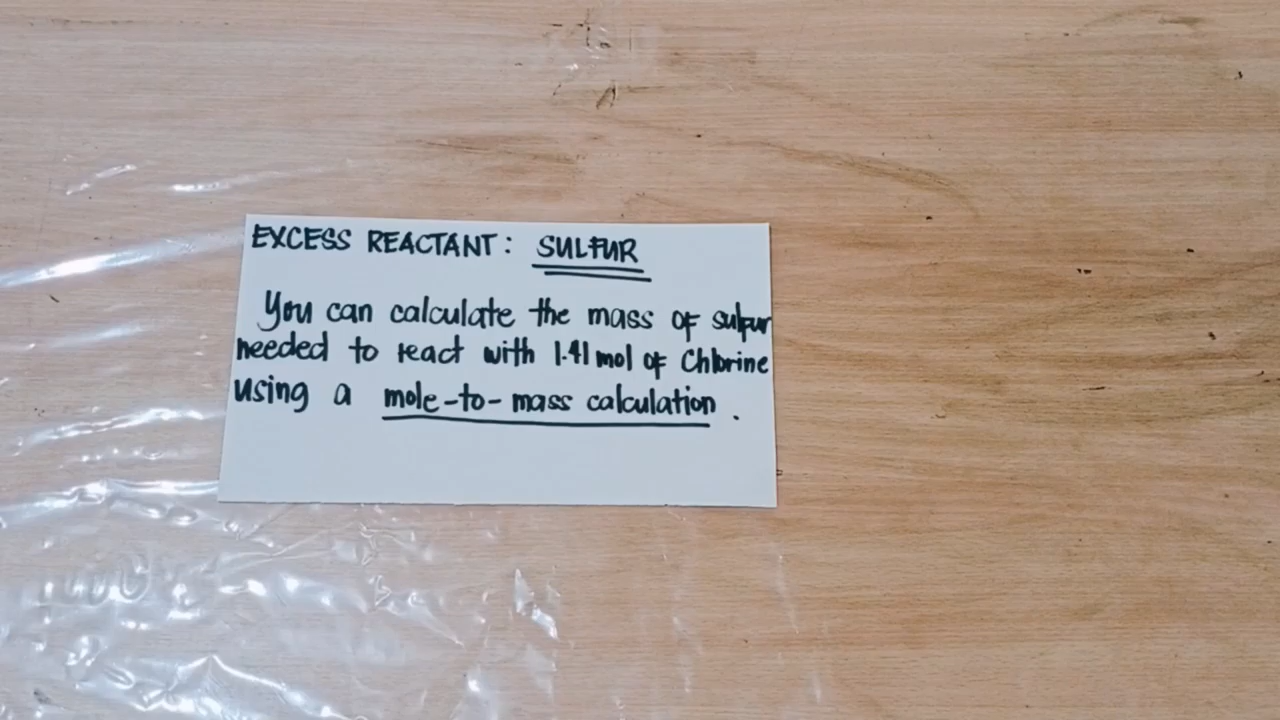 EXCESS REACTANT: SULFUR
You can calculate the mass of sulfur
needed to react with 1.41 mol of Chlorine
using a mole-to-mass calculation.